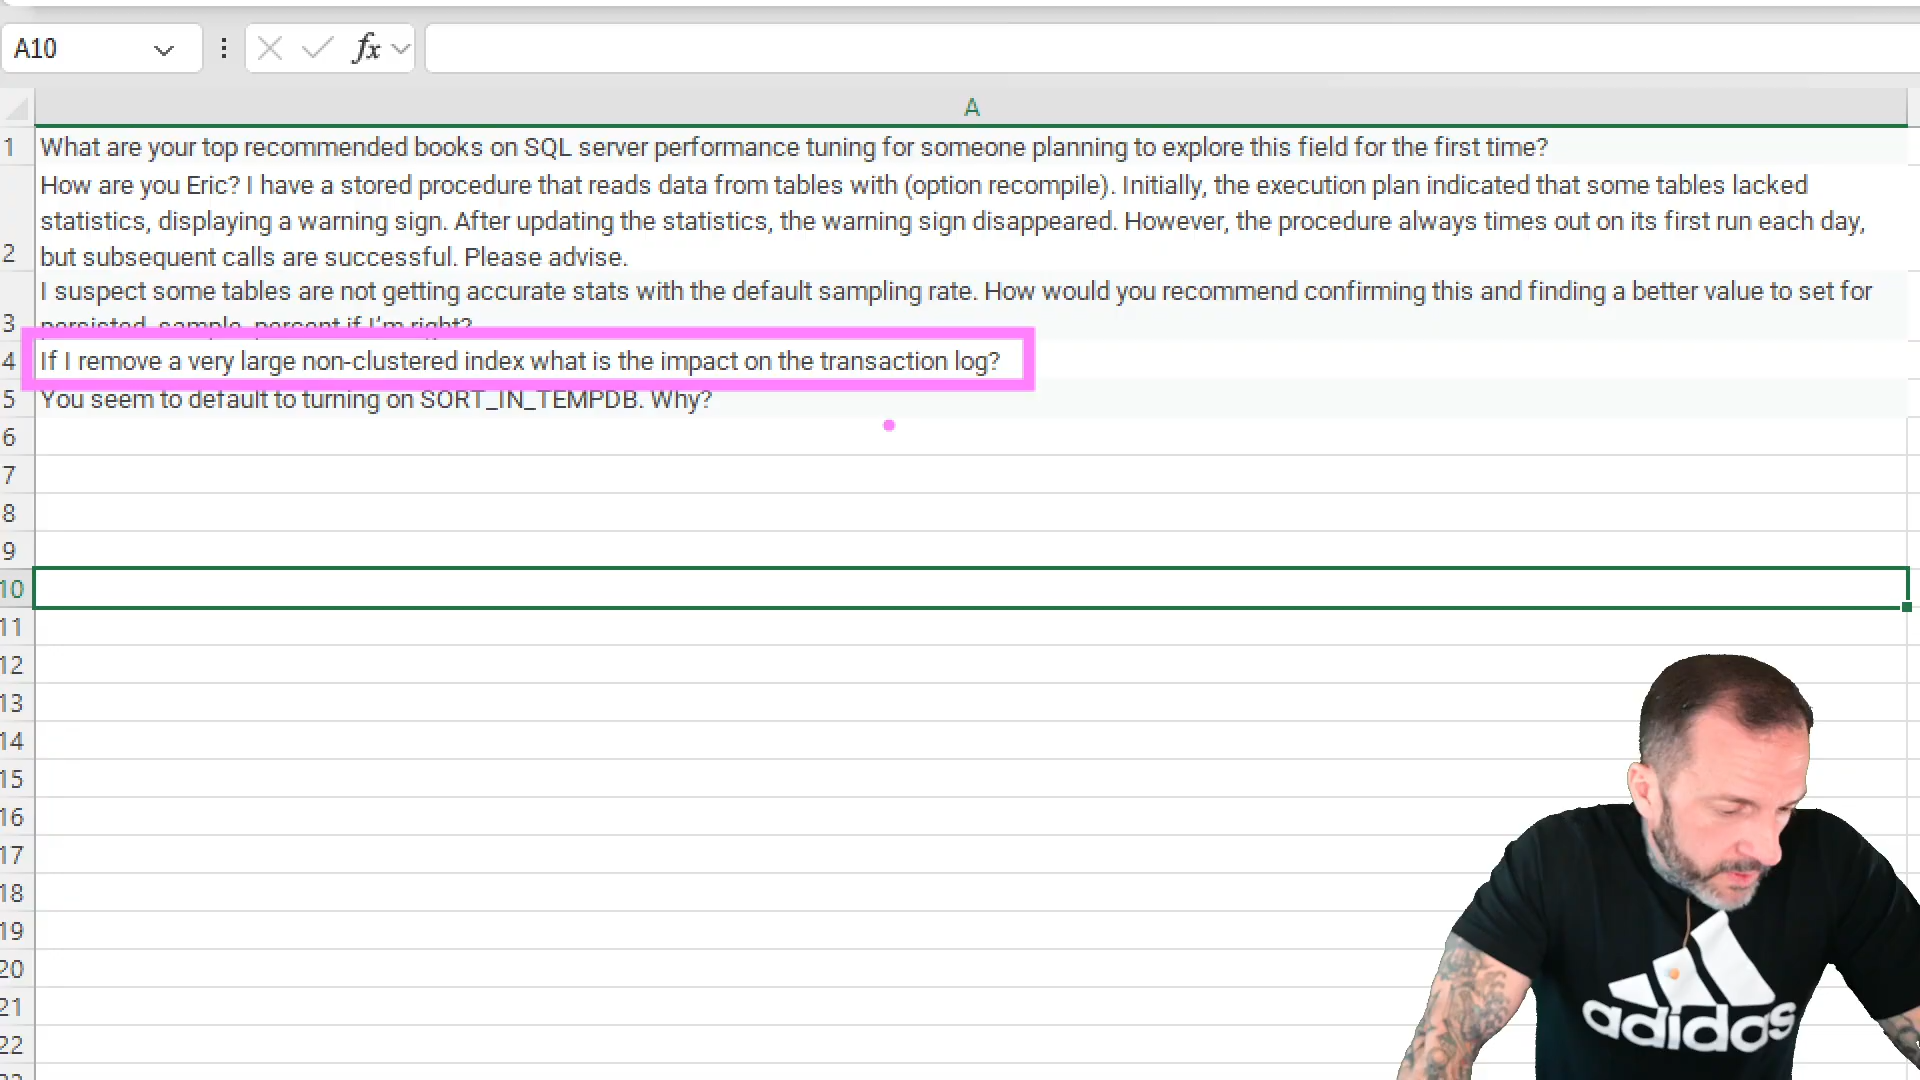 A10
fx
A
1
What are your top recommended books on SQL server performance tuning for someone planning to explore this field for the first time?
How are you Eric? I have a stored procedure that reads data from tables with (option recompile). Initially, the execution plan indicated that some tables lacked
statistics, displaying a warning sign. After updating the statistics, the warning sign disappeared. However, the procedure always times out on its first run each day,
2
but subsequent calls are successful. Please advise.
I suspect some tables are not getting accurate stats with the default sampling rate. How would you recommend confirming this and finding a better value to set for
3
persisted_sample_percent if I'm right?
4
If I remove a very large non-clustered index what is the impact on the transaction log?
5
You seem to default to turning on SORT_IN_TEMPDB. Why?
6
7
8
9
10
11
12
13
14
15
16
17
18
19
20
21
22
adidas